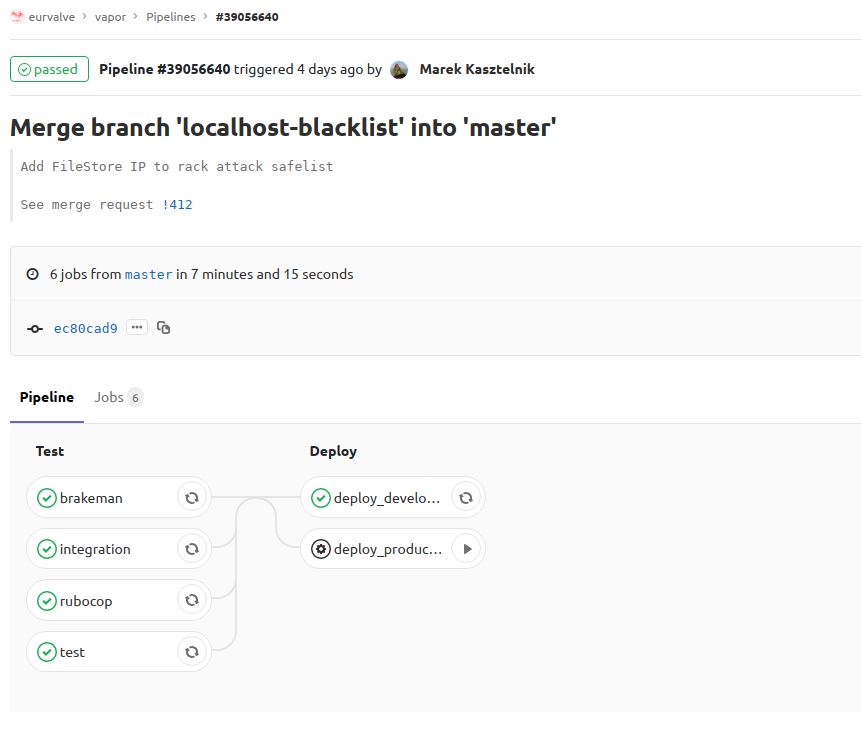 eurvalve > vapor > Pipelines > #39056640
passed Pipeline #39056640 triggered 4 days ago by Marek Kasztelnik
Merge branch 'localhost-blacklist' into 'master'
Add FileStore IP to rack attack safelist
See merge request !412
6 jobs from master in 7 minutes and 15 seconds
ec80cad9
Pipeline Jobs 6
Test Deploy
brakeman deploy_develo...
integration deploy_produc...
rubocop
test